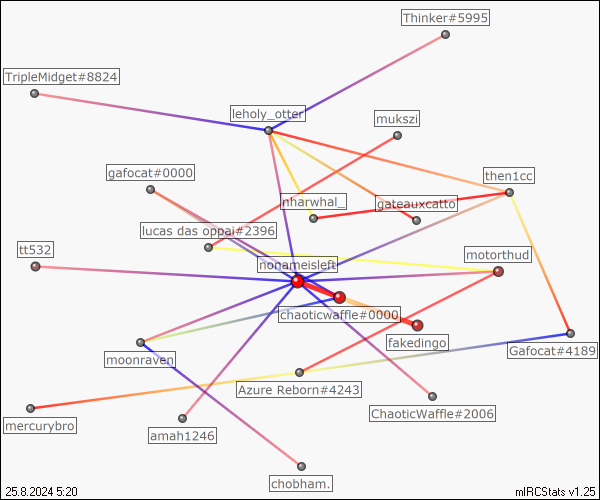 Thinker#5995
TripleMidget#8824
leholy_otter
mukszi
gafocat#0000
then1cc
nharwhal_
gateauxcatto
lucas das oppai#2396
tt532
nonameisleft
motorthud
chaoticwaffle#0000
fakedingo
Gafocat#4189
moonraven
Azure Reborn#4243
ChaoticWaffle#2006
mercurybro
amah1246
chobham.
25.8.2024 5:20
mIRCStats v1.25